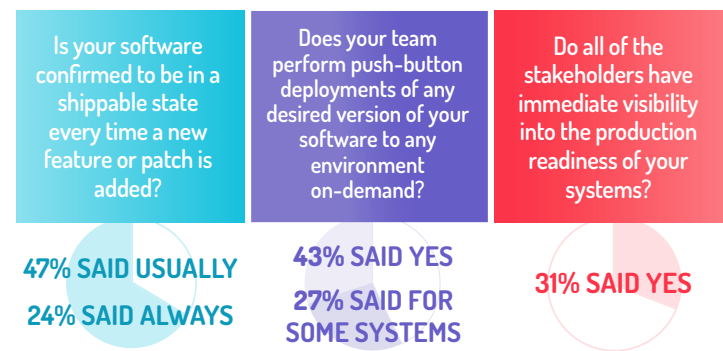 Is your software
confirmed to be in a
shippable state
every time a new
feature or patch is
added?
47% SAID USUALLY
24% SAID ALWAYS
Does your team
perform push-button
deployments of any
desired version of your
software to any
environment
on-demand?
43% SAID YES
27% SAID FOR
SOME SYSTEMS
Do all of the
stakeholders have
immediate visibility
into the production
readiness of your
systems?
31% SAID YES